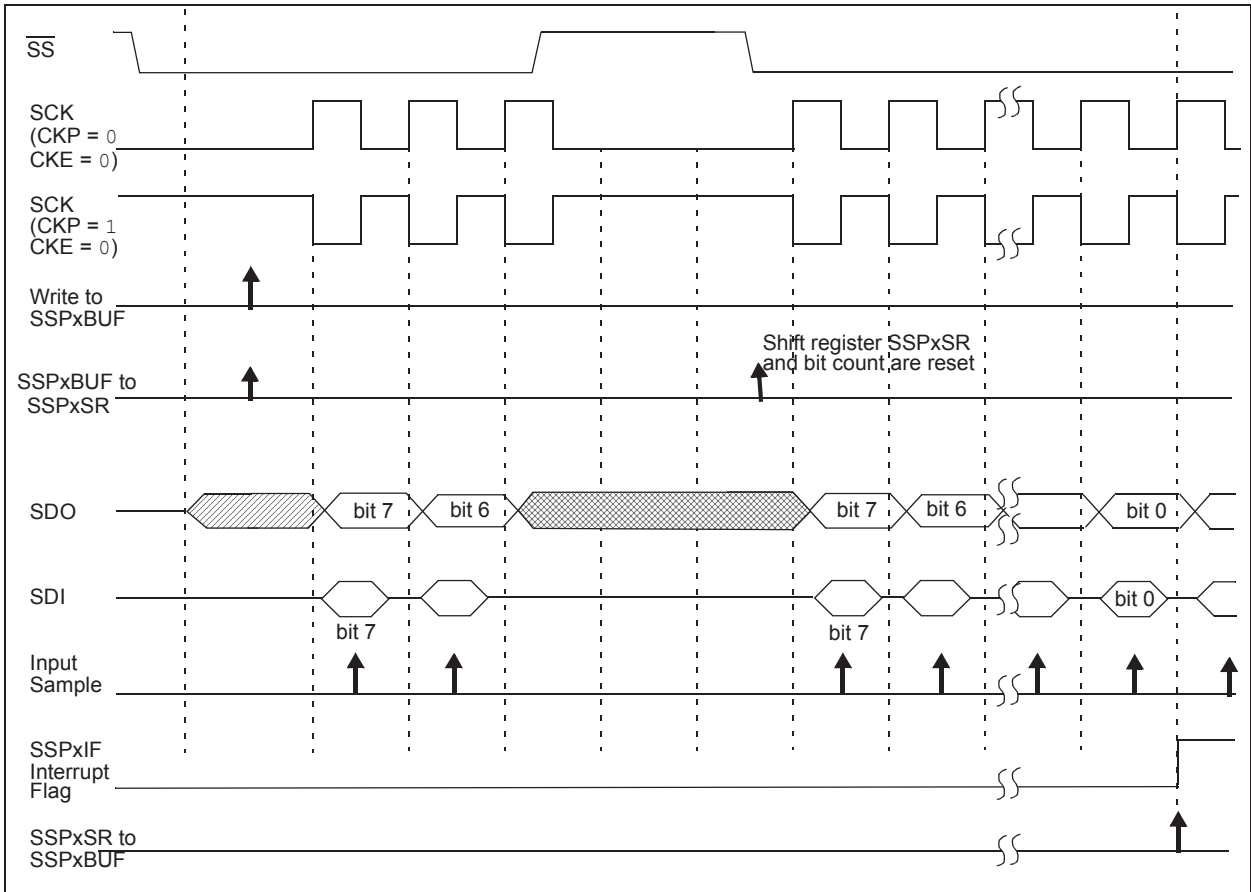 SS
SCK
(CKP = 0
CKE = 0)
SCK
(CKP = 1
CKE = 0)
Write to
SSPxBUF
Shift register SSPxSR
and bit count are reset
SSPxBUF to
SSPxSR
SDO
bit 7
bit 6
bit 7
bit 6
bit 0
SDI
bit 0
bit 7
bit 7
Input
Sample
SSPxIF
Interrupt
Flag
SSPxSR to
SSPxBUF